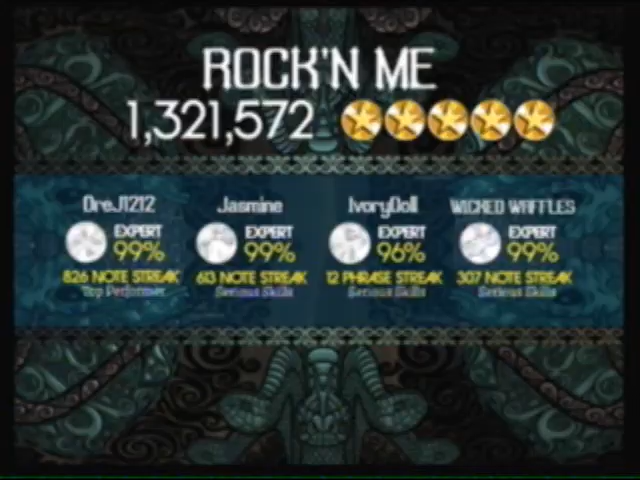 ROCK'N ME
1,321,572
DreJ1212 Jasmine IvoryDoll WICKED WAFFLES
EXPERT EXPERT EXPERT EXPERT
99% 99% 96% 99%
826 NOTE STREAK 613 NOTE STREAK 12 PHRASE STREAK 307 NOTE STREAK
Top Performer Serious Skills Serious Skills Serious Skills